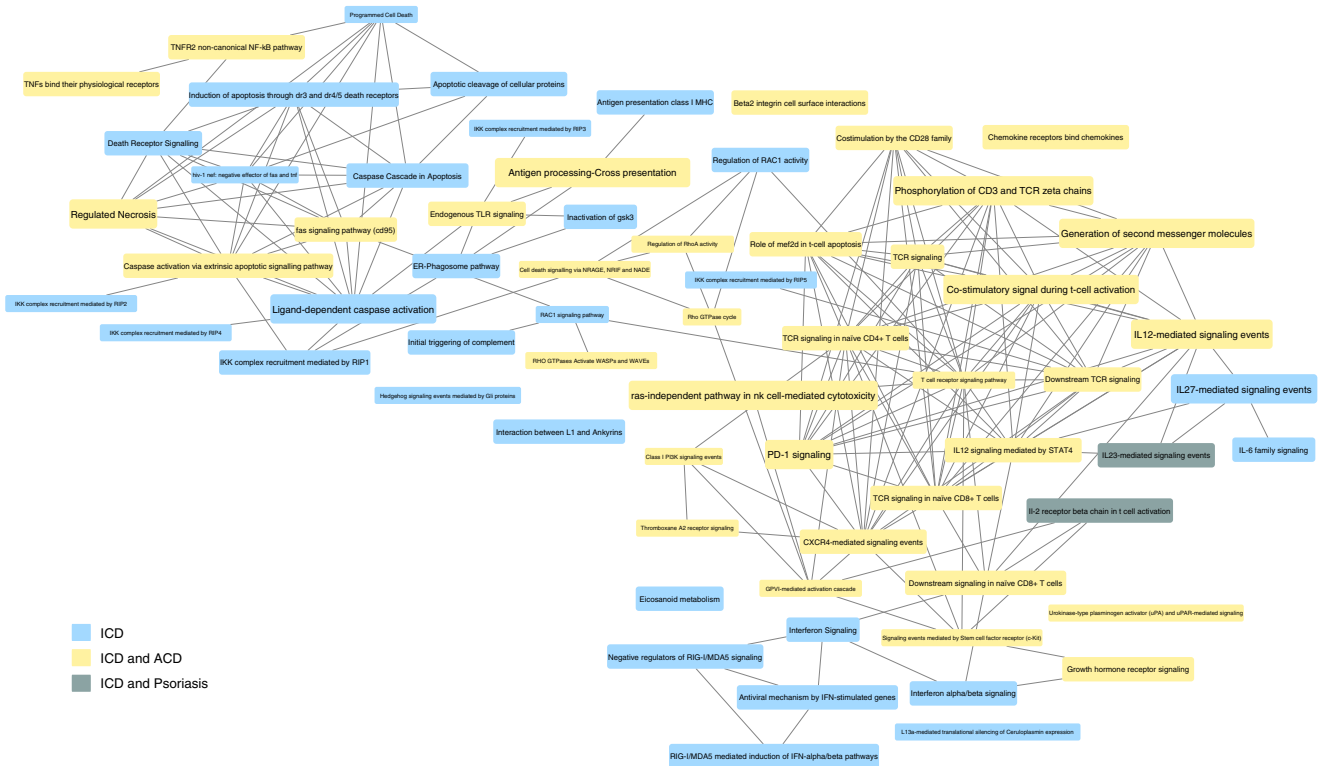 Programmed Cell Death
TNFR2 non-canonical NF-kB pathway
TNFs bind their physiological receptors
Apoptotic cleavage of cellular proteins
Induction of apoptosis through dr3 and dr4/5 death receptors
Antigen presentation class I MHC
Beta2 integrin cell surface interactions
IKK complex recruitment mediated by RIP3
Costimulation by the CD28 family
Chemokine receptors bind chemokines
Death Receptor Signalling
Regulation of RAC1 activity
hiv-1 nef: negative effector of fas and tnf
Caspase Cascade in Apoptosis
Antigen processing-Cross presentation
Phosphorylation of CD3 and TCR zeta chains
Regulated Necrosis
Endogenous TLR signaling
Inactivation of gsk3
fas signaling pathway (cd95)
Generation of second messenger molecules
Regulation of RhoA activity
Role of mef2d in t-cell apoptosis
TCR signaling
Caspase activation via extrinsic apoptotic signalling pathway
ER-Phagosome pathway
Cell death signalling via NRAGE, NRIF and NADE
IKK complex recruitment mediated by RIP5
Co-stimulatory signal during t-cell activation
IKK complex recruitment mediated by RIP2
Ligand-dependent caspase activation
RAC1 signaling pathway
Rho GTPase cycle
IKK complex recruitment mediated by RIP4
Initial triggering of complement
TCR signaling in naïve CD4+ T cells
IL12-mediated signaling events
IKK complex recruitment mediated by RIP1
RHO GTPases Activate WASPs and WAVEs
T cell receptor signaling pathway
Downstream TCR signaling
Hedgehog signaling events mediated by Gli proteins
ras-independent pathway in nk cell-mediated cytotoxicity
IL27-mediated signaling events
Interaction between L1 and Ankyrins
Class I PI3K signaling events
PD-1 signaling
IL12 signaling mediated by STAT4
IL23-mediated signaling events
IL-6 family signaling
TCR signaling in naïve CD8+ T cells
Il-2 receptor beta chain in t cell activation
Thromboxane A2 receptor signaling
CXCR4-mediated signaling events
GPVI-mediated activation cascade
Downstream signaling in naïve CD8+ T cells
Eicosanoid metabolism
Urokinase-type plasminogen activator (uPA) and uPAR-mediated signaling
Interferon Signaling
Signaling events mediated by Stem cell factor receptor (c-Kit)
ICD
ICD and ACD
ICD and Psoriasis
Negative regulators of RIG-I/MDA5 signaling
Growth hormone receptor signaling
Antiviral mechanism by IFN-stimulated genes
Interferon alpha/beta signaling
L13a-mediated translational silencing of Ceruloplasmin expression
RIG-I/MDA5 mediated induction of IFN-alpha/beta pathways